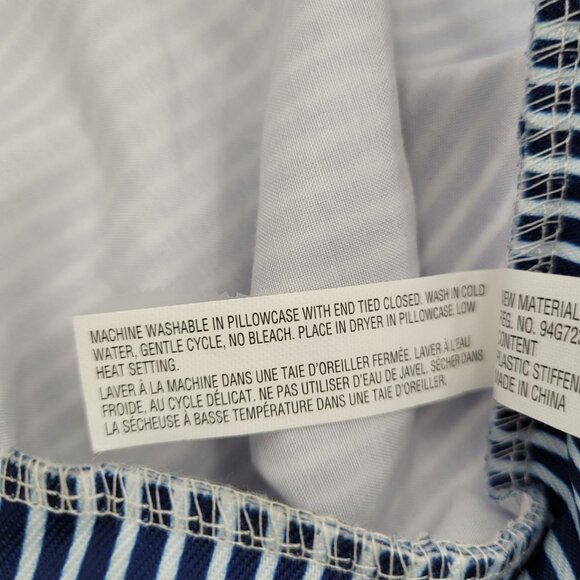 MACHINE WASHABLE IN PILLOWCASE WITH END TIED CLOSED. WASH IN COLD
WATER, GENTLE CYCLE, NO BLEACH. PLACE IN DRYER IN PILLOWCASE. LOW
HEAT SETTING.
LAVER À LA MACHINE DANS UNE TAIE D'OREILLER FERMÉE. LAVER À L'EAU
FROIDE, AU CYCLE DÉLICAT. NE PAS UTILISER D'EAU DE JAVEL. SÉCHER DANS
LA SÉCHEUSE À BASSE TEMPÉRATURE DANS UNE TAIE D'OREILLER.
NEW MATERIAL
REG. NO. 94G723
CONTENT
PLASTIC STIFFEN
MADE IN CHINA